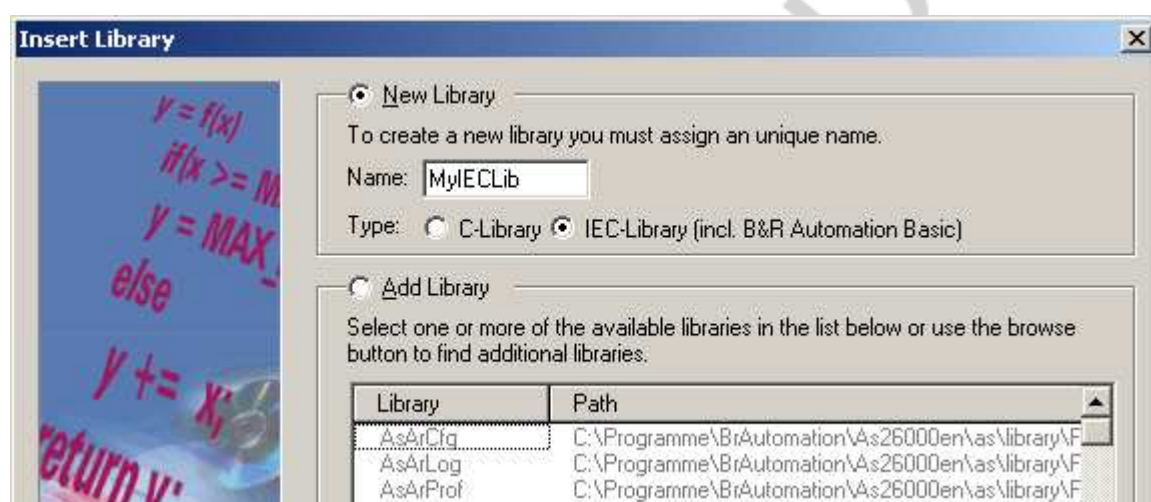 Insert Library
y = f(x)
if(x >= M
y = MAX_
else
y += x;
return y;
New Library
To create a new library you must assign an unique name.
Name: MyIECLib
Type: C-Library IEC-Library (incl. B&R Automation Basic)
Add Library
Select one or more of the available libraries in the list below or use the browse
button to find additional libraries.
Library Path
AsArCfg C:\Programme\BrAutomation\As26000en\as\library\F
AsArLog C:\Programme\BrAutomation\As26000en\as\library\F
AsArProf C:\Programme\BrAutomation\As26000en\as\library\F